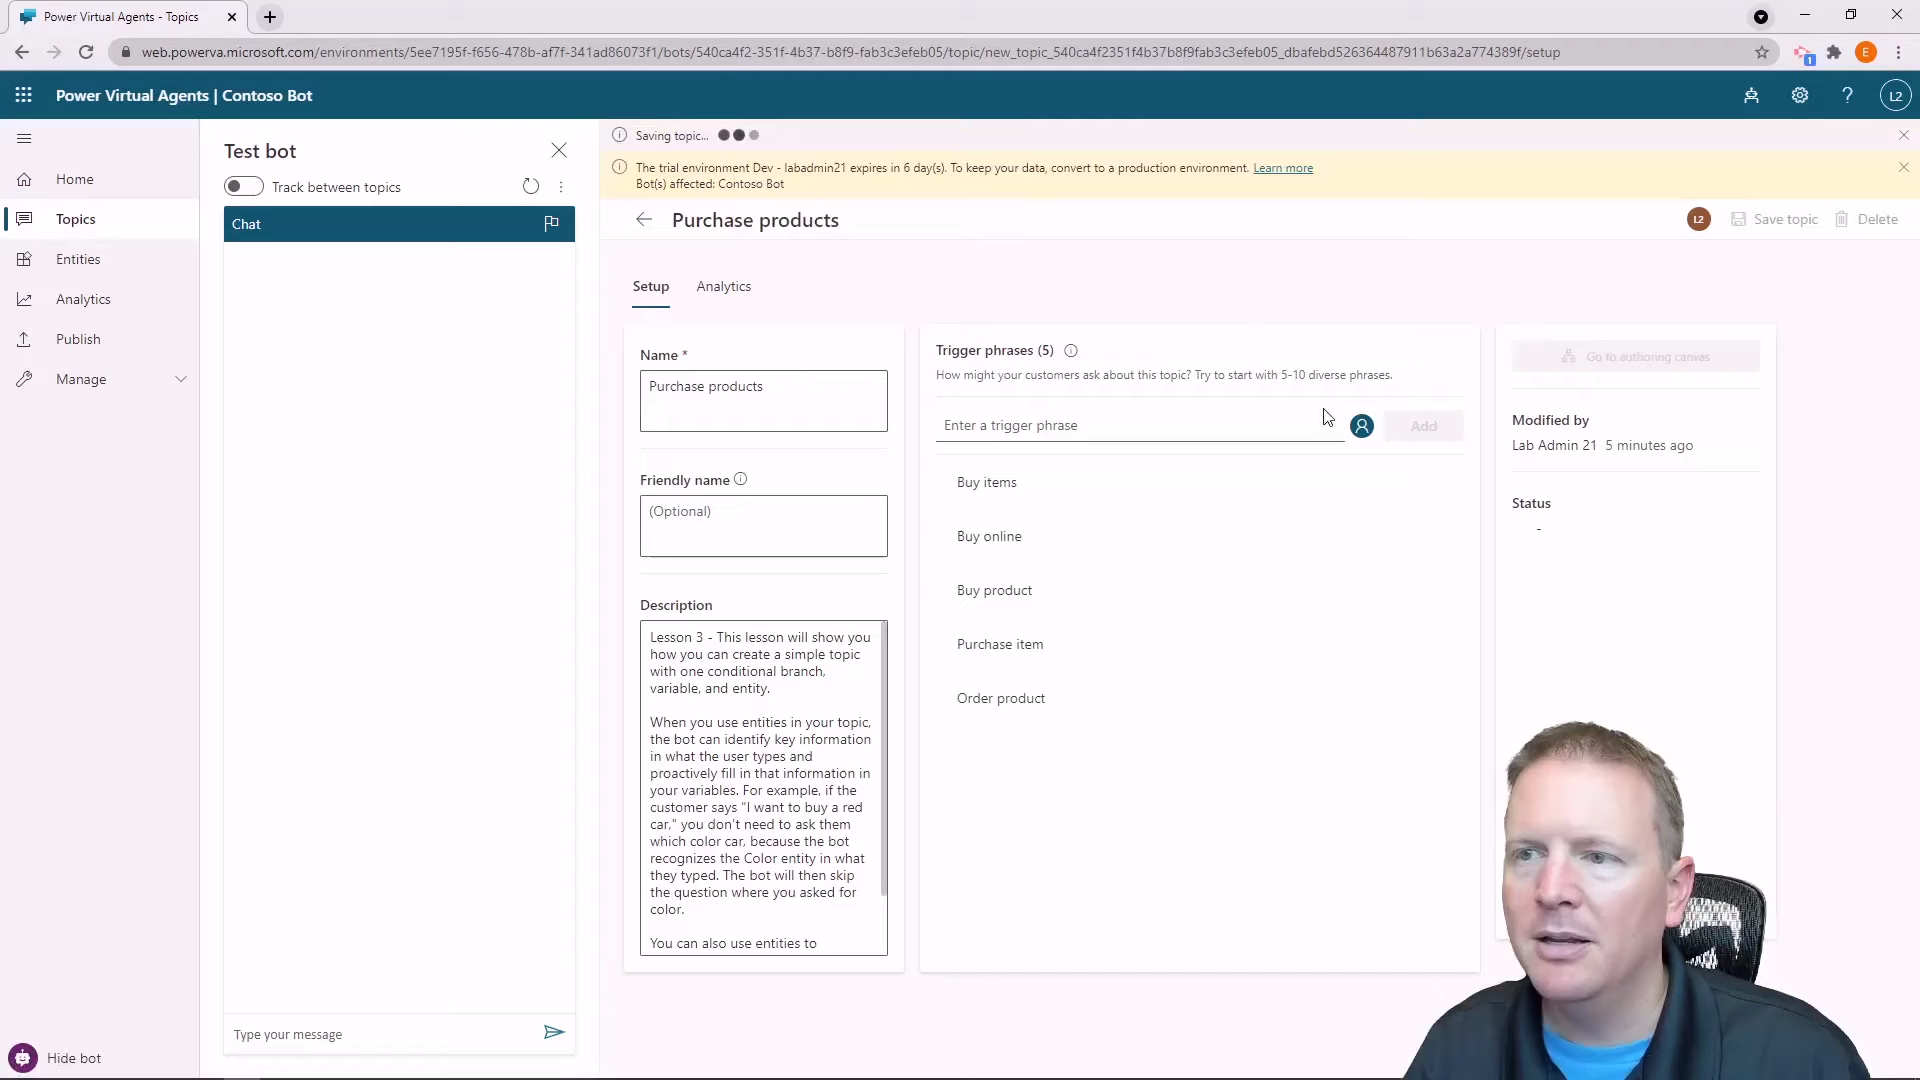 Power Virtual Agents - Topics
web.powerva.microsoft.com/environments/5ee7195f-f656-478b-af7f-341ad86073f1/bots/540ca4f2-351f-4b37-b8f9-fab3c3efeb05/topic/new_topic_540ca4f2351f4b37b8f9fab3c3efeb05_dbafebd526364487911b63a2a774389f/setup
1
E
Power Virtual Agents | Contoso Bot
?
L2
Home
Topics
Entities
Analytics
Publish
Manage
Hide bot
Test bot
Track between topics
Chat
Type your message
Saving topic...
The trial environment Dev - labadmin21 expires in 6 day(s). To keep your data, convert to a production environment. Learn more
Bot(s) affected: Contoso Bot
Purchase products
L2
Save topic
Delete
Setup
Analytics
Name *
Purchase products
Friendly name
(Optional)
Description
Lesson 3 - This lesson will show you
how you can create a simple topic
with one conditional branch,
variable, and entity.
When you use entities in your topic,
the bot can identify key information
in what the user types and
proactively fill in that information in
your variables. For example, if the
customer says "I want to buy a red
car," you don't need to ask them
which color car, because the bot
recognizes the Color entity in what
they typed. The bot will then skip
the question where you asked for
color.
You can also use entities to
Trigger phrases (5)
How might your customers ask about this topic? Try to start with 5-10 diverse phrases.
Enter a trigger phrase
Add
Buy items
Buy online
Buy product
Purchase item
Order product
Go to authoring canvas
Modified by
Lab Admin 21 5 minutes ago
Status
-